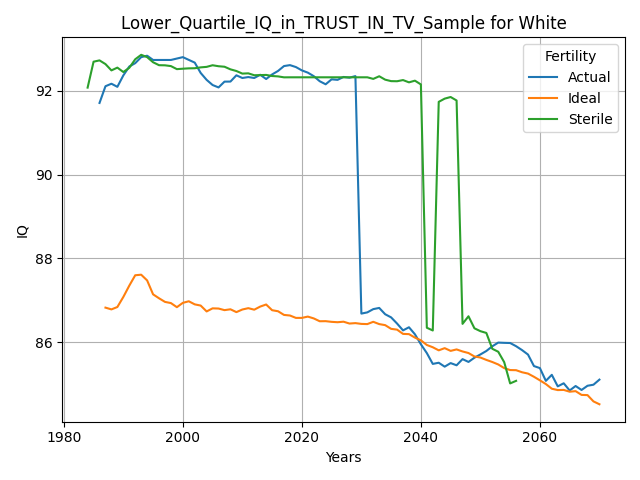 Lower_Quartile_IQ_in_TRUST_IN_TV_Sample for White
Fertility
Actual
Ideal
Sterile
IQ
92
90
88
86
1980
2000
2020
2040
2060
Years